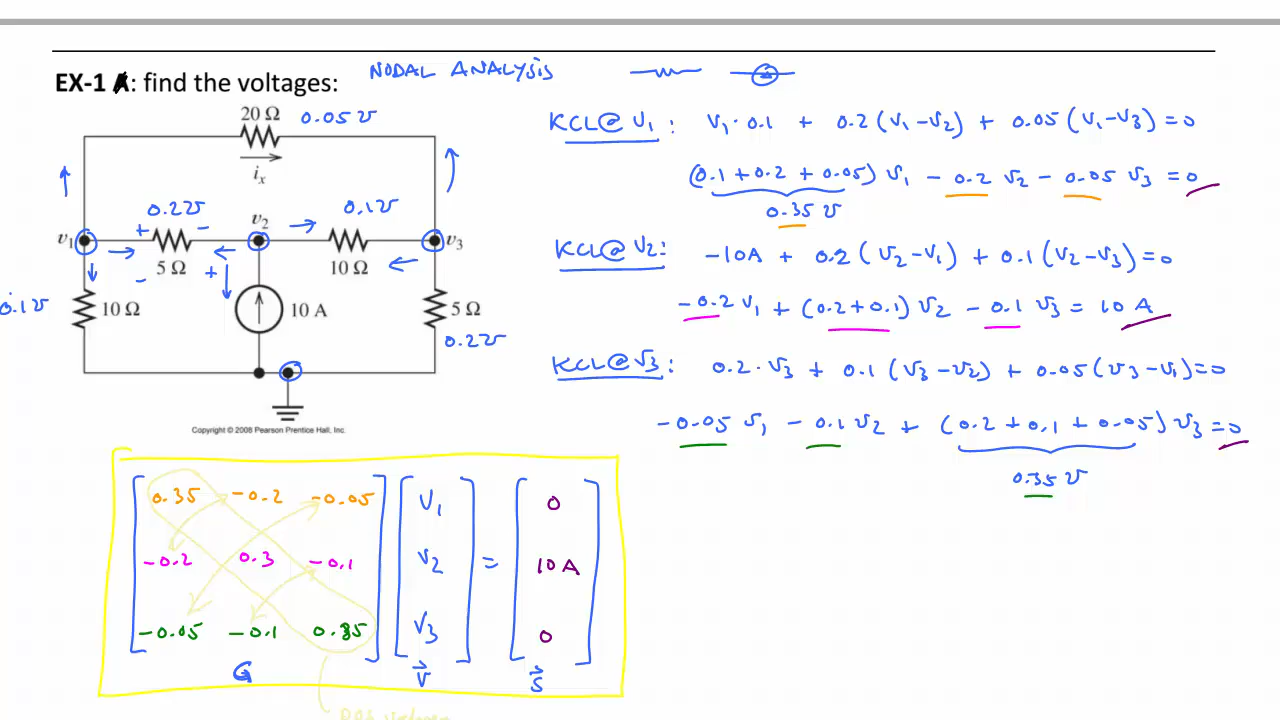 EX-1 A: find the voltages: NODAL ANALYSIS
20 Ω 0.05 ℧
iₓ
0.2 ℧ 0.1 ℧
v₁ + − v₂ v₃
5 Ω 10 Ω
− +
0.1 ℧ 10 Ω 10 A 5 Ω
0.2 ℧
Copyright © 2008 Pearson Prentice Hall, Inc.
KCL@ V₁: V₁ · 0.1 + 0.2 (V₁ − V₂) + 0.05 (V₁ − V₃) = 0
(0.1 + 0.2 + 0.05) V₁ − 0.2 V₂ − 0.05 V₃ = 0
0.35 ℧
KCL@ V₂: −10A + 0.2 (V₂ − V₁) + 0.1 (V₂ − V₃) = 0
−0.2 V₁ + (0.2 + 0.1) V₂ − 0.1 V₃ = 10 A
KCL@ V₃: 0.2 · V₃ + 0.1 (V₃ − V₂) + 0.05 (V₃ − V₁) = 0
−0.05 V₁ − 0.1 V₂ + (0.2 + 0.1 + 0.05) V₃ = 0
0.35 ℧
0.35 −0.2 −0.05 V₁ 0
−0.2 0.3 −0.1 V₂ = 10 A
−0.05 −0.1 0.35 V₃ 0
G V⃗ S⃗